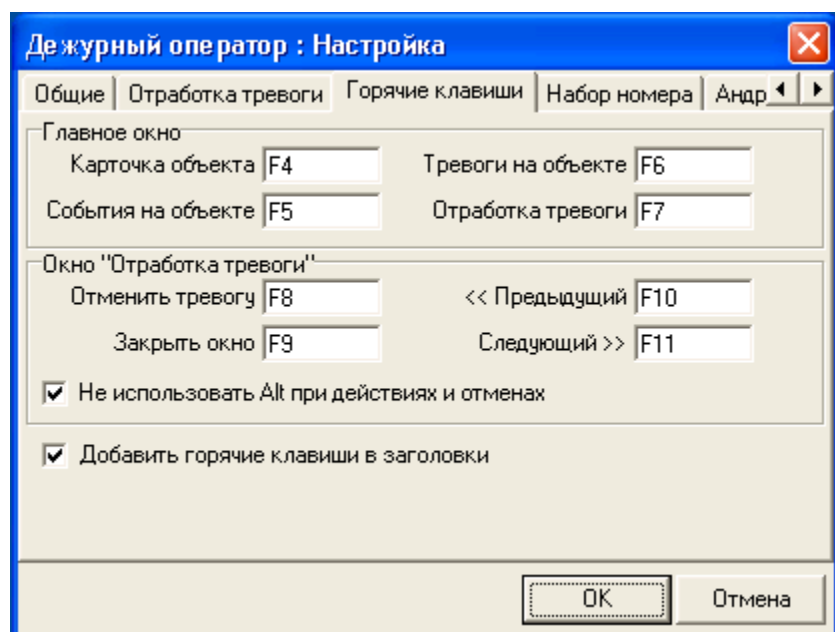 Дежурный оператор : Настройка
Общие Отработка тревоги Горячие клавиши Набор номера Андр
Главное окно
Карточка объекта F4 Тревоги на объекте F6
События на объекте F5 Отработка тревоги F7
Окно "Отработка тревоги"
Отменить тревогу F8 << Предыдущий F10
Закрыть окно F9 Следующий >> F11
Не использовать Alt при действиях и отменах
Добавить горячие клавиши в заголовки
OK Отмена